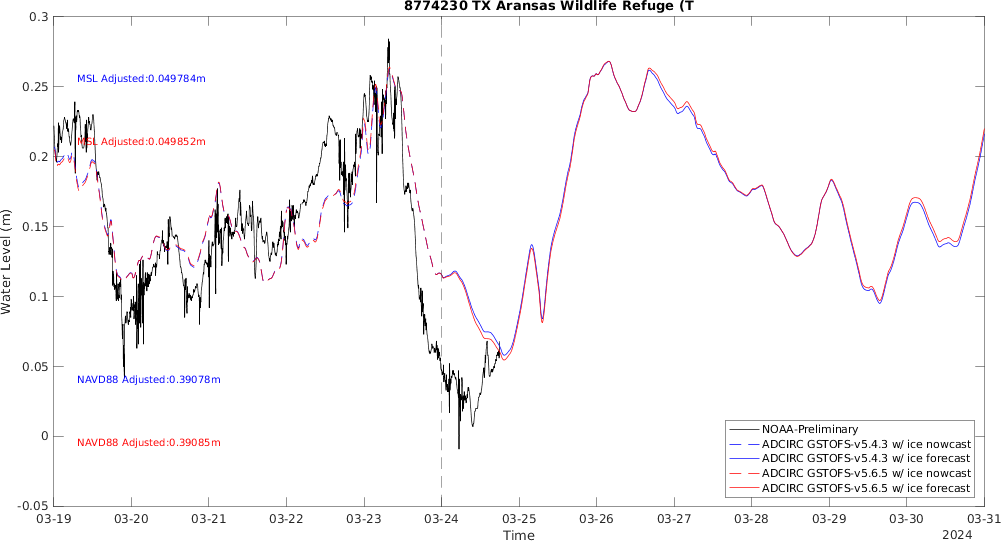 8774230 TX Aransas Wildlife Refuge (T
0.3
0.25
0.2
0.15
0.1
0.05
0
-0.05
Water Level (m)
MSL Adjusted:0.049784m
MSL Adjusted:0.049852m
NAVD88 Adjusted:0.39078m
NAVD88 Adjusted:0.39085m
NOAA-Preliminary
ADCIRC GSTOFS-v5.4.3 w/ ice nowcast
ADCIRC GSTOFS-v5.4.3 w/ ice forecast
ADCIRC GSTOFS-v5.6.5 w/ ice nowcast
ADCIRC GSTOFS-v5.6.5 w/ ice forecast
03-19 03-20 03-21 03-22 03-23 03-24 03-25 03-26 03-27 03-28 03-29 03-30 03-31
Time
2024